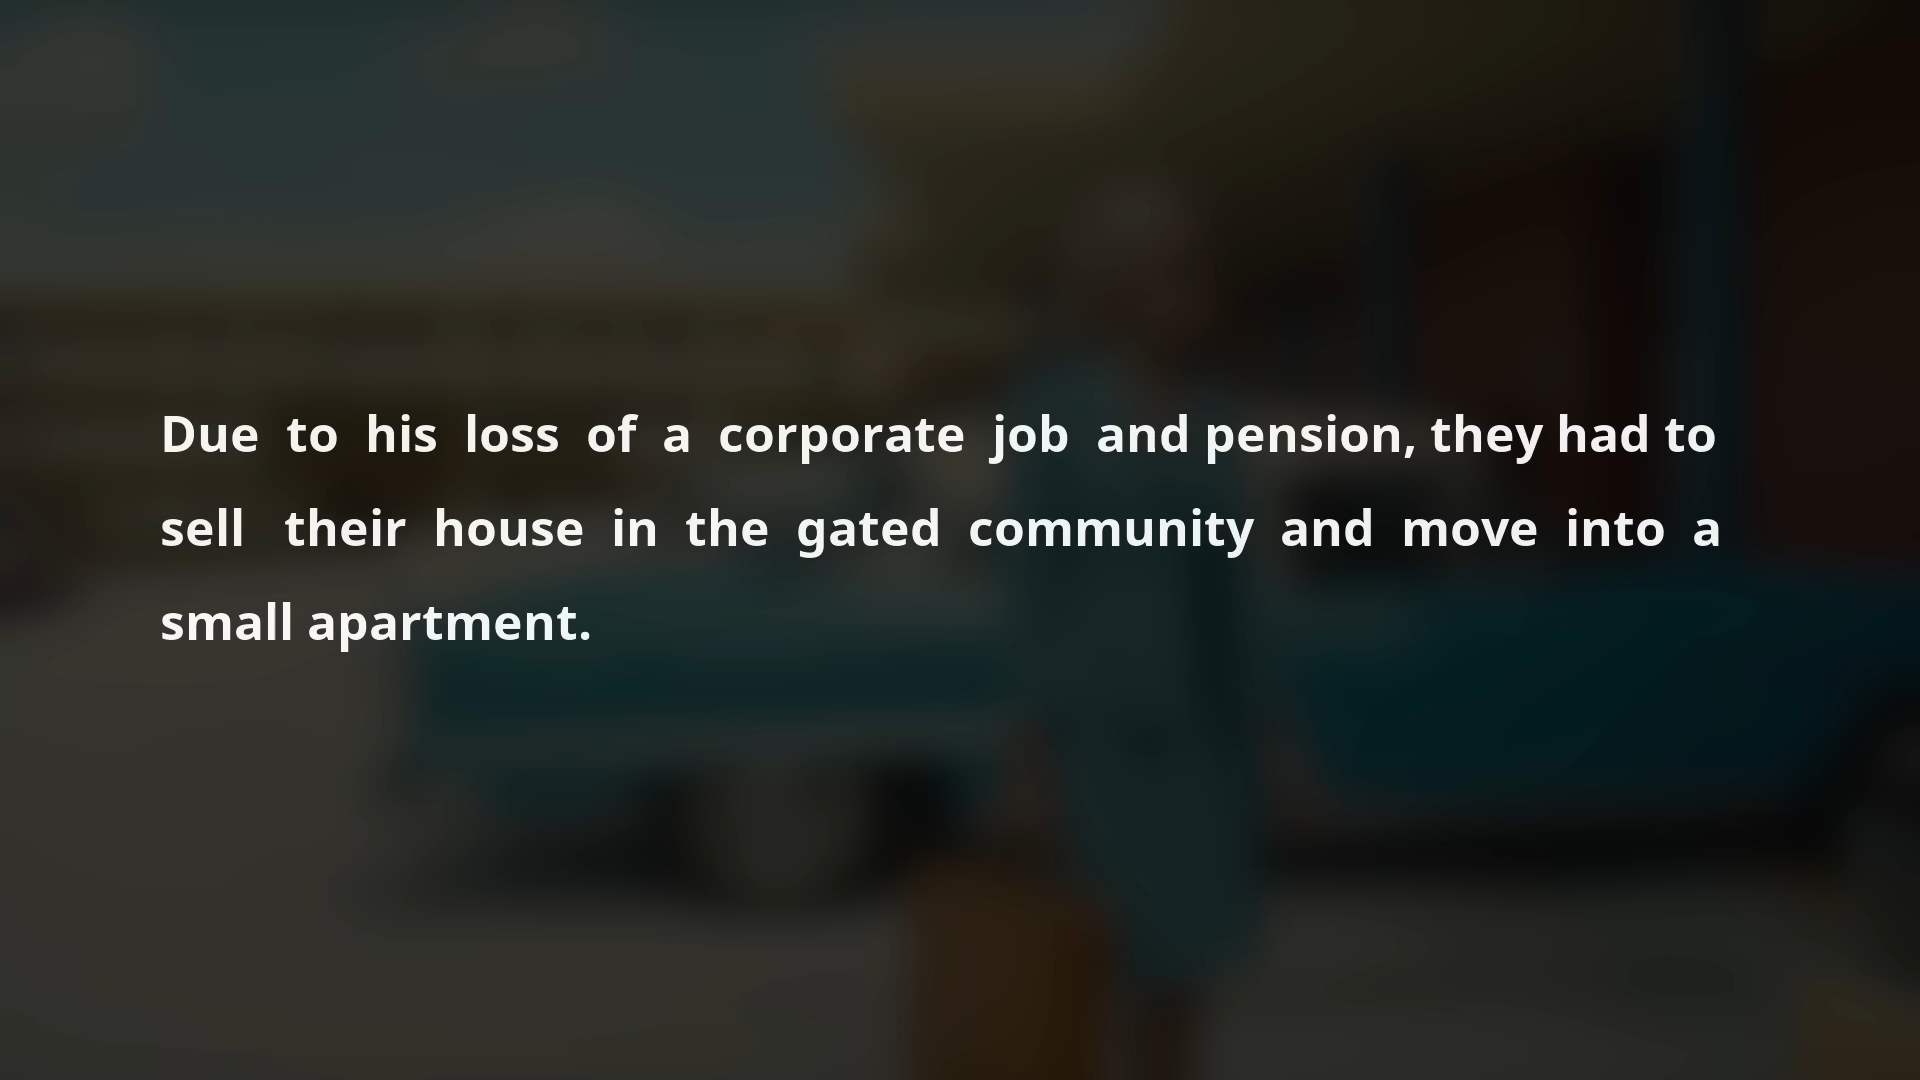 Due to his loss of a corporate job and pension, they had to
sell their house in the gated community and move into a
small apartment.